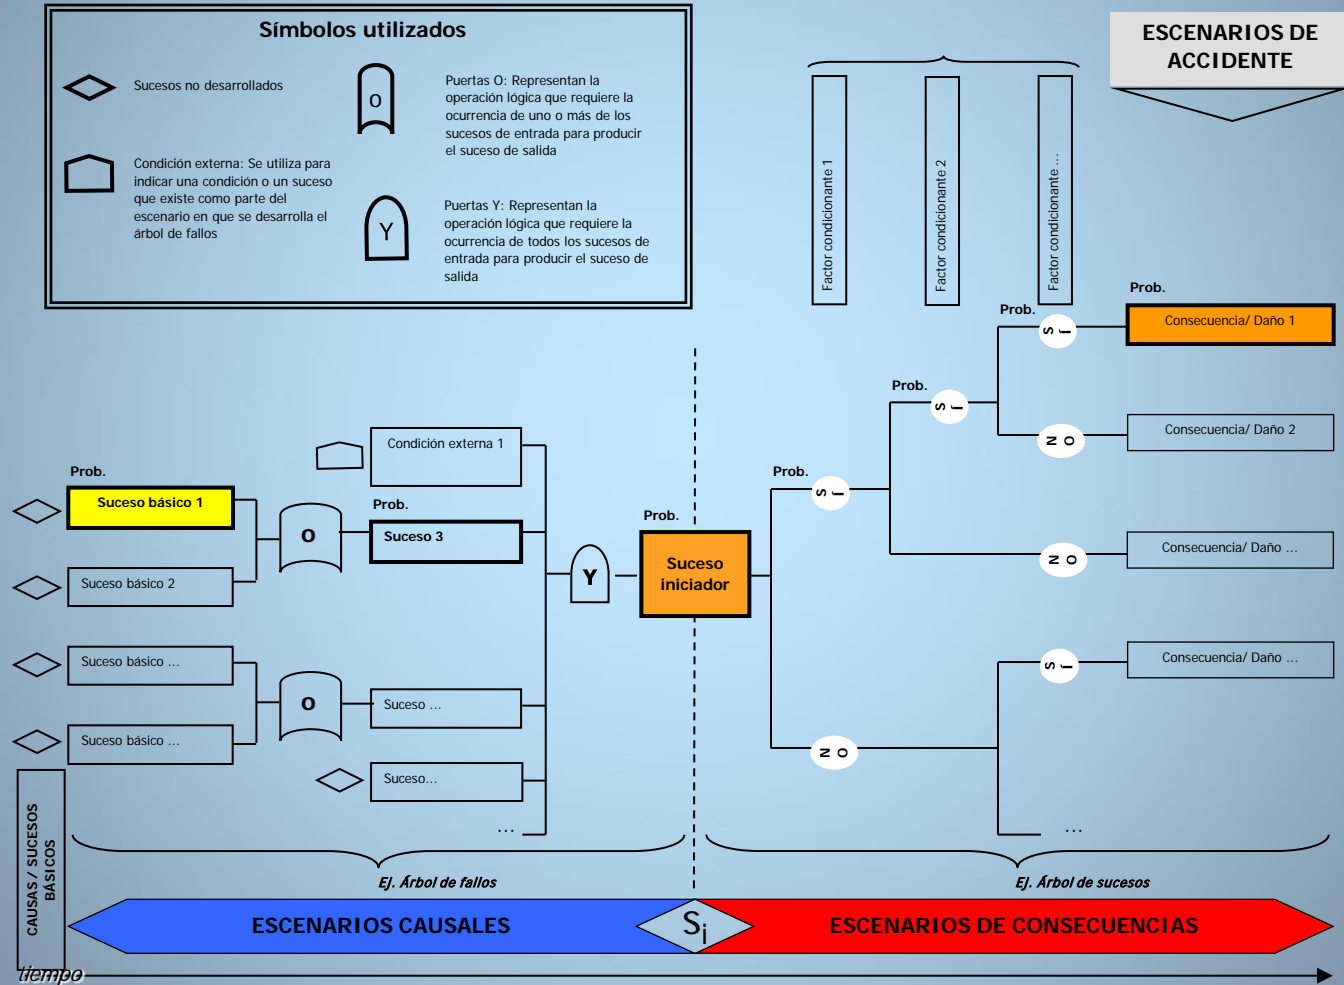 Símbolos utilizados
Sucesos no desarrollados
Condición externa: Se utiliza para
indicar una condición o un suceso
que existe como parte del
escenario en que se desarrolla el
árbol de fallos
O
Puertas O: Representan la
operación lógica que requiere la
ocurrencia de uno o más de los
sucesos de entrada para producir
el suceso de salida
Y
Puertas Y: Representan la
operación lógica que requiere la
ocurrencia de todos los sucesos de
entrada para producir el suceso de
salida
ESCENARIOS DE
ACCIDENTE
Factor condicionante 1
Factor condicionante 2
Factor condicionante ...
Prob.
Suceso básico 1
Suceso básico 2
Suceso básico ...
Suceso básico ...
O
O
Condición externa 1
Prob.
Suceso 3
Suceso ...
Suceso...
...
Y
Prob.
Suceso
iniciador
Prob.
SÍ
NO
Prob.
SÍ
NO
Prob.
SÍ
NO
SÍ
Prob.
Consecuencia/ Daño 1
Consecuencia/ Daño 2
Consecuencia/ Daño ...
Consecuencia/ Daño ...
...
CAUSAS / SUCESOS
BÁSICOS
Ej. Árbol de fallos
Ej. Árbol de sucesos
ESCENARIOS CAUSALES
Si
ESCENARIOS DE CONSECUENCIAS
tiempo